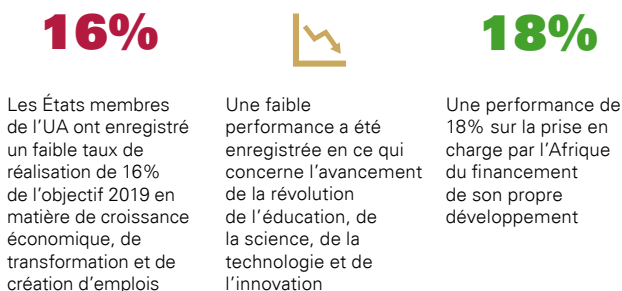 16%
Les États membres
de l’UA ont enregistré
un faible taux de
réalisation de 16%
de l’objectif 2019 en
matière de croissance
économique, de
transformation et de
création d’emplois
Une faible
performance a été
enregistrée en ce qui
concerne l’avancement
de la révolution
de l’éducation, de
la science, de la
technologie et de
l’innovation
18%
Une performance de
18% sur la prise en
charge par l’Afrique
du financement
de son propre
développement